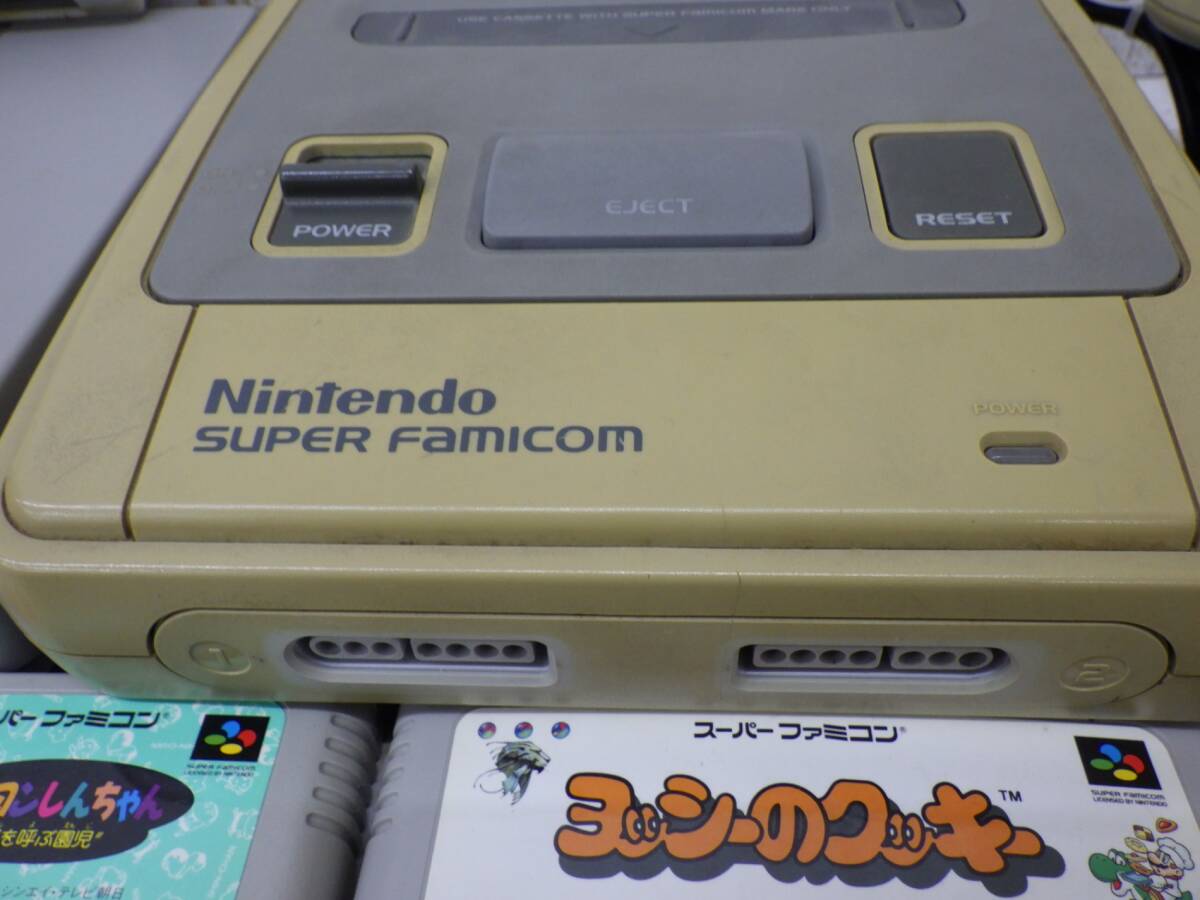 USE CASSETTE WITH SUPER FAMICOM MARK ONLY
POWER
EJECT
RESET
Nintendo
SUPER FAMICOM
POWER
1
2
パーファミコン
SUPER FAMICOM
LICENSED BY NINTENDO
ンしんちゃん
を呼ぶ園児
シンエイ・テレビ朝日
スーパーファミコン
ヨッシーのクッキー™
SUPER FAMICOM
LICENSED BY NINTENDO